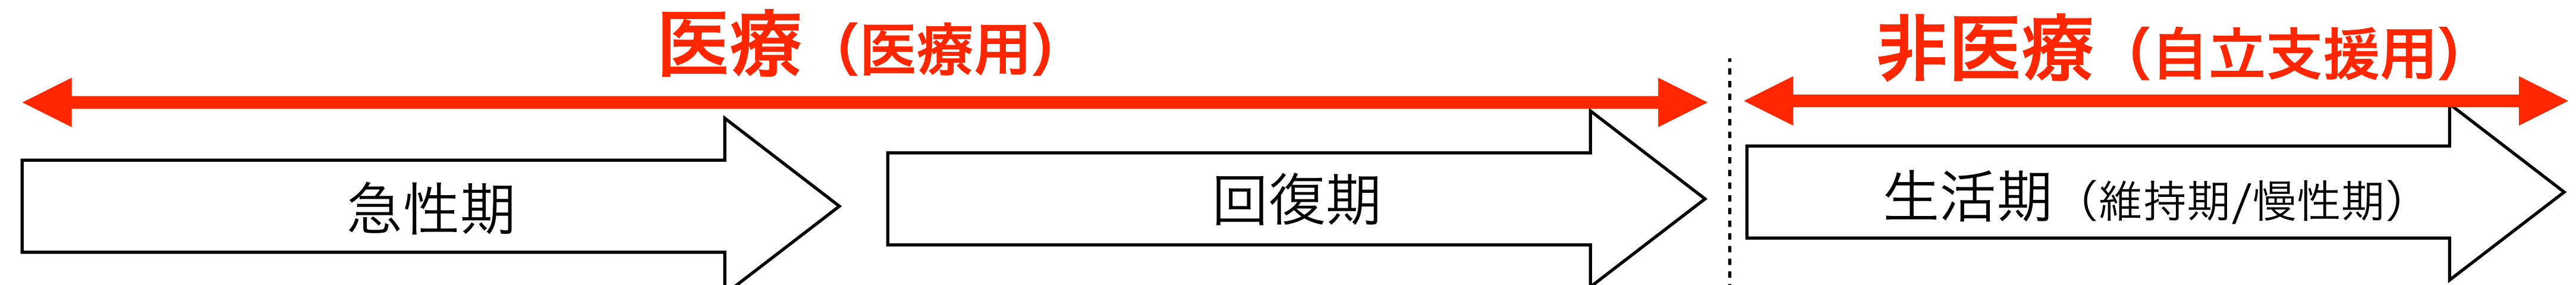 医療（医療用）
非医療（自立支援用）
急性期
回復期
生活期（維持期/慢性期）